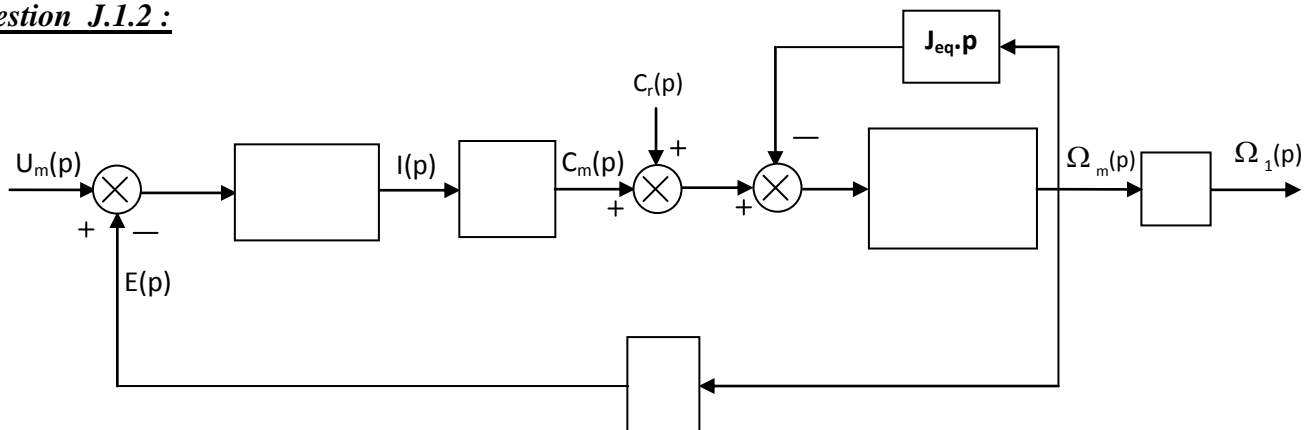 estion J.1.2 :
J_eq.p
C_r(p)
+
—
U_m(p)
I(p)
C_m(p)
Ω_m(p)
Ω_1(p)
+
—
+
+
E(p)